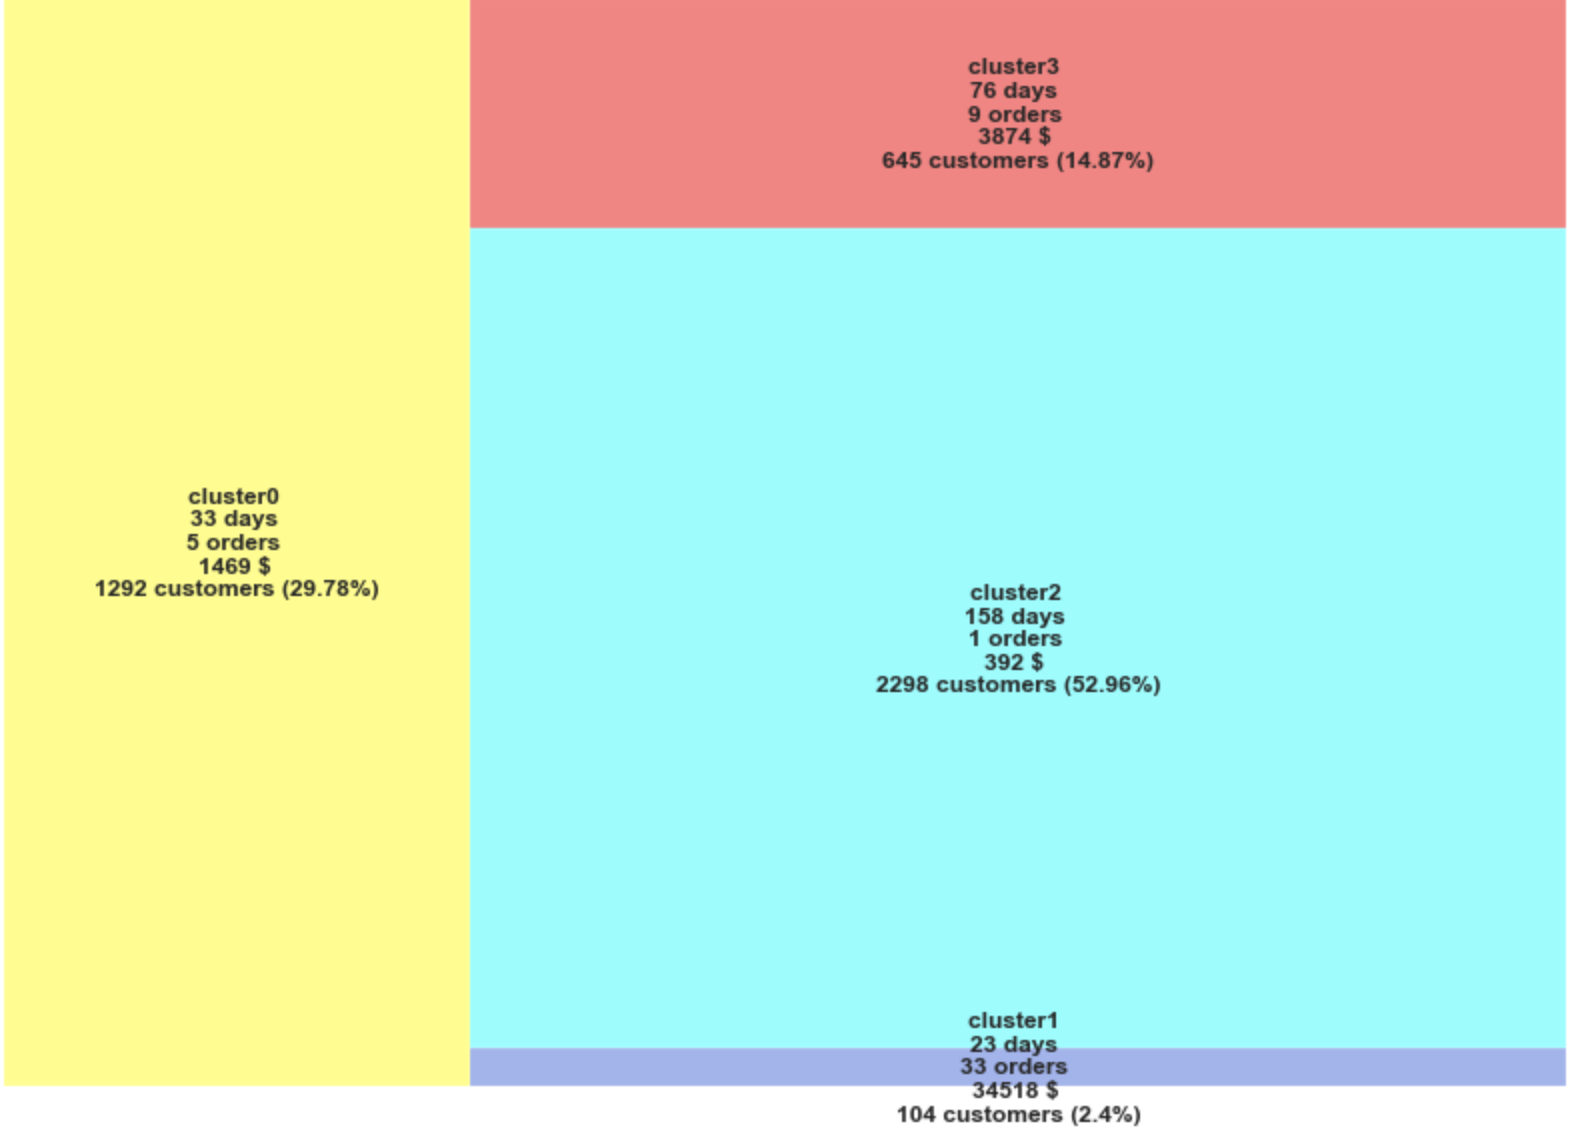 cluster3
76 days
9 orders
3874 $
645 customers (14.87%)
cluster0
33 days
5 orders
1469 $
1292 customers (29.78%)
cluster2
158 days
1 orders
392 $
2298 customers (52.96%)
cluster1
23 days
33 orders
34518 $
104 customers (2.4%)